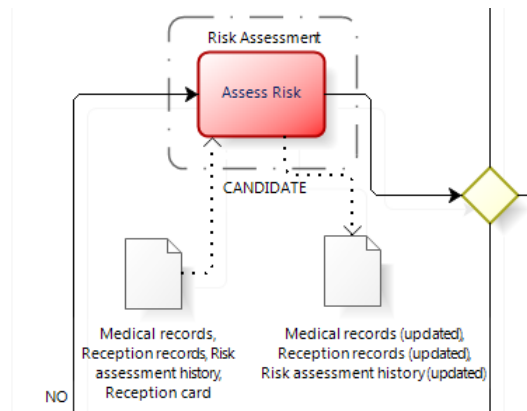 Risk Assessment
Assess Risk
CANDIDATE
Medical records,
Reception records, Risk
assessment history,
Reception card
Medical records (updated),
Reception records (updated),
Risk assessment history (updated)
NO